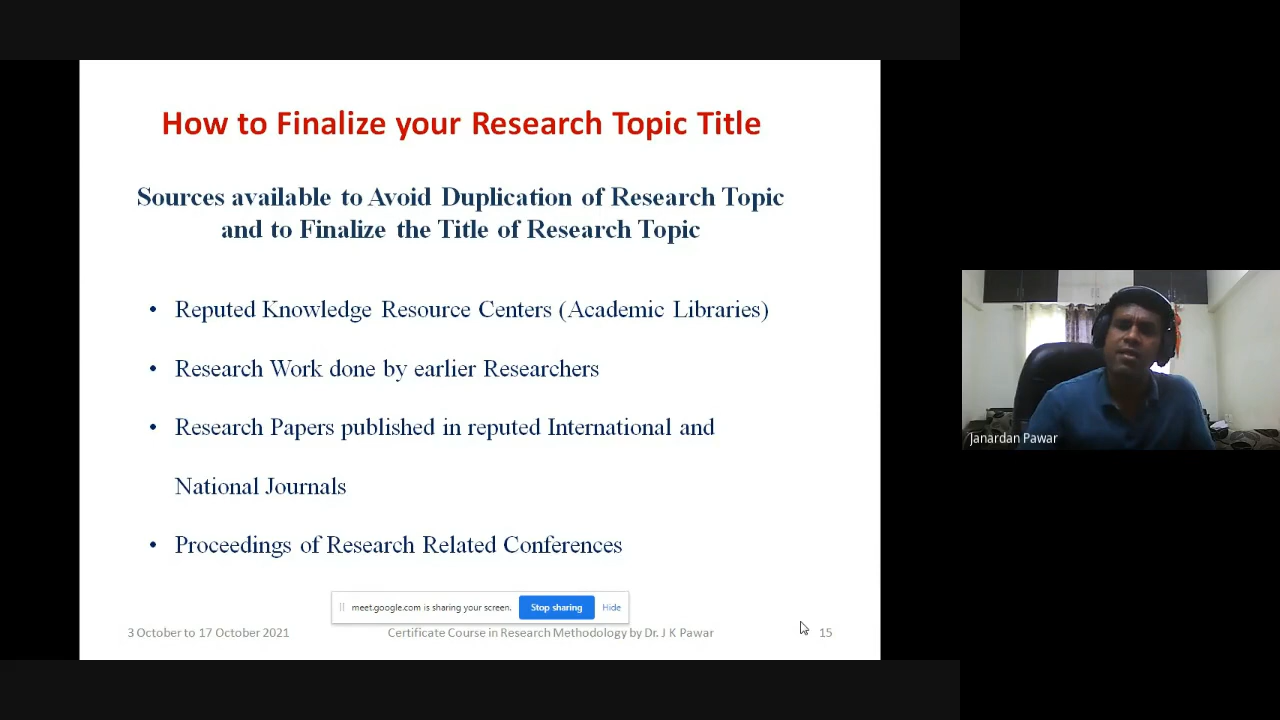 How to Finalize your Research Topic Title
Sources available to Avoid Duplication of Research Topic
and to Finalize the Title of Research Topic
• Reputed Knowledge Resource Centers (Academic Libraries)
• Research Work done by earlier Researchers
• Research Papers published in reputed International and
National Journals
• Proceedings of Research Related Conferences
meet.google.com is sharing your screen. Stop sharing Hide
3 October to 17 October 2021 Certificate Course in Research Methodology by Dr. J K Pawar 15
Janardan Pawar